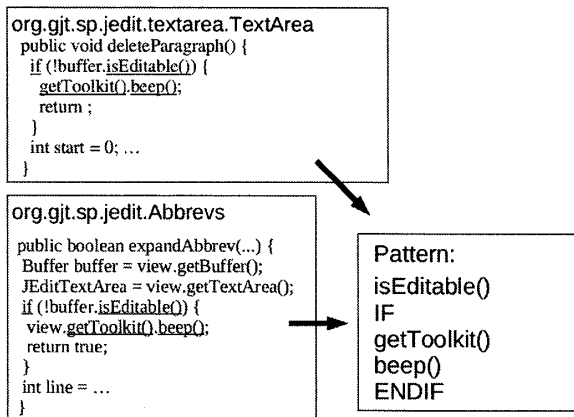 org.gjt.sp.jedit.textarea.TextArea
public void deleteParagraph() {
if (!buffer.isEditable()) {
getToolkit().beep();
return ;
}
int start = 0; ...
}
org.gjt.sp.jedit.Abbrevs
public boolean expandAbbrev(...) {
Buffer buffer = view.getBuffer();
JEditTextArea = view.getTextArea();
if (!buffer.isEditable()) {
view.getToolkit().beep();
return true;
}
int line = ...
}
Pattern:
isEditable()
IF
getToolkit()
beep()
ENDIF